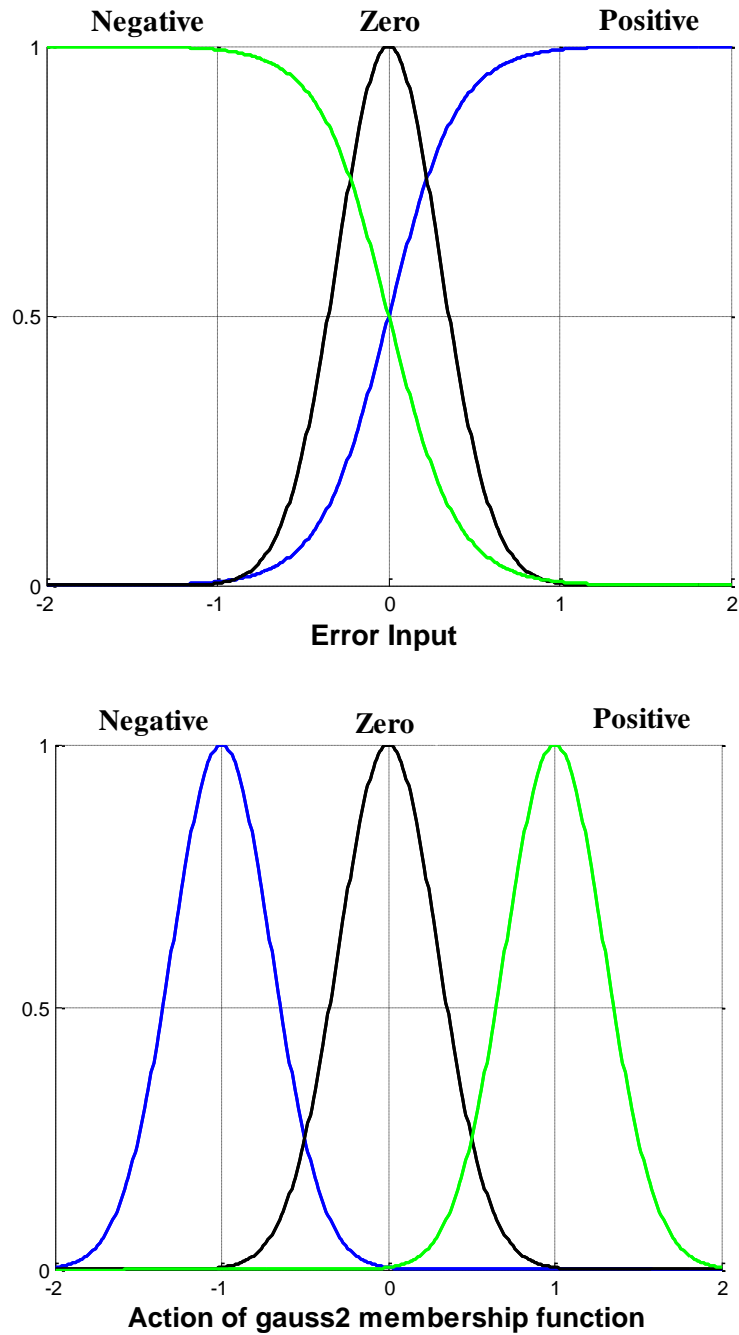 Negative Zero Positive
1
0.5
0
-2 -1 0 1 2
Error Input
Negative Zero Positive
1
0.5
0
-2 -1 0 1 2
Action of gauss2 membership function